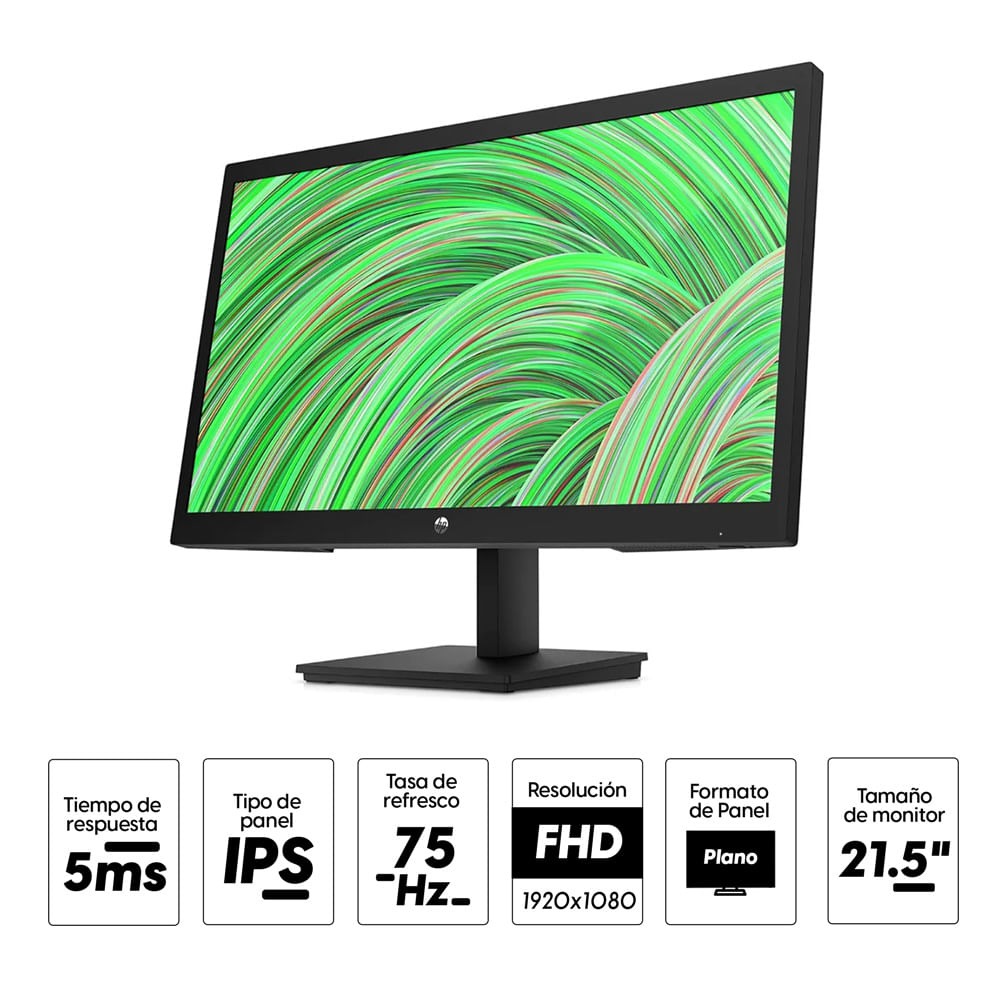 hp
Tiempo de
respuesta
5ms
Tipo de
panel
IPS
Tasa de
refresco
75
Hz
Resolución
FHD
1920x1080
Formato
de Panel
Plano
Tamaño
de monitor
21.5"